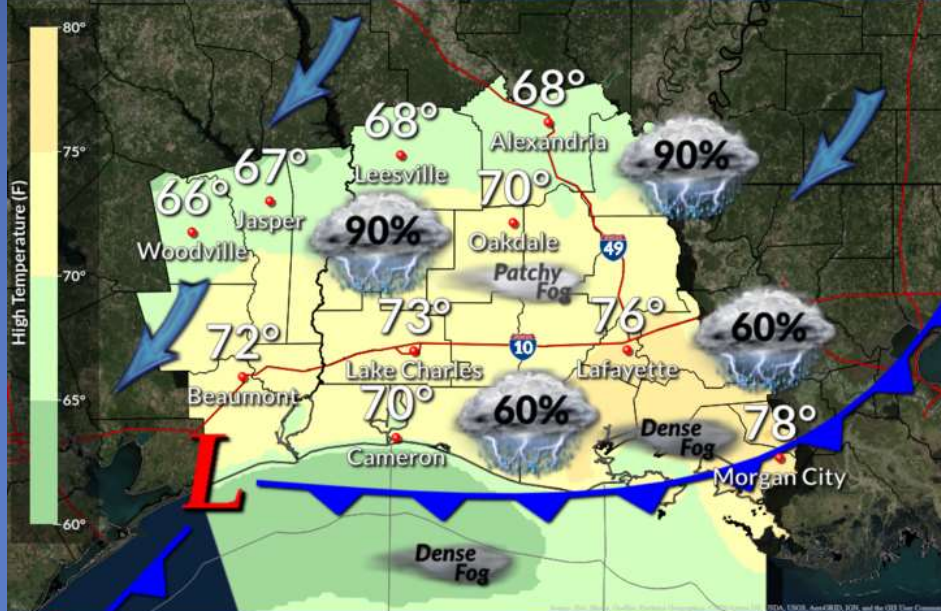 High Temperature (F)
80°
75°
70°
65°
60°
68°
Alexandria
68°
Leesville
67°
Jasper
66°
Woodville
90%
90%
70°
Oakdale
49
Patchy
Fog
73°
Lake Charles
10
76°
Lafayette
60%
72°
Beaumont
70°
Cameron
60%
Dense
Fog
78°
Morgan City
L
Dense
Fog